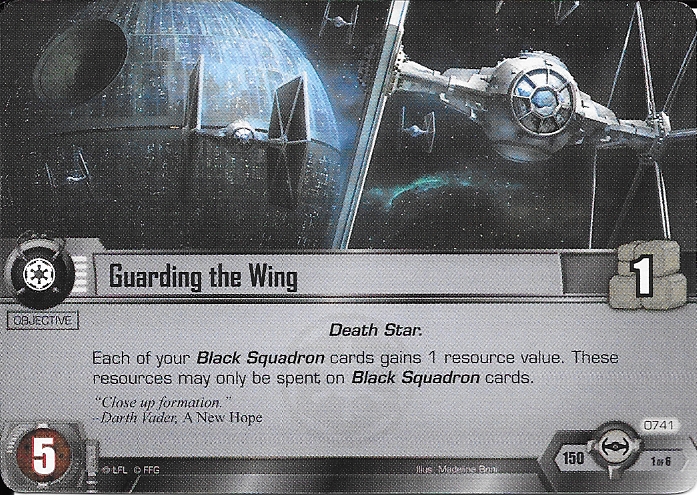 Guarding the Wing
1
OBJECTIVE
Death Star.
Each of your Black Squadron cards gains 1 resource value. These
resources may only be spent on Black Squadron cards.
"Close up formation."
–Darth Vader, A New Hope
5
© LFL © FFG
Illus. Madeline Boni
0741
150
1 OF 6